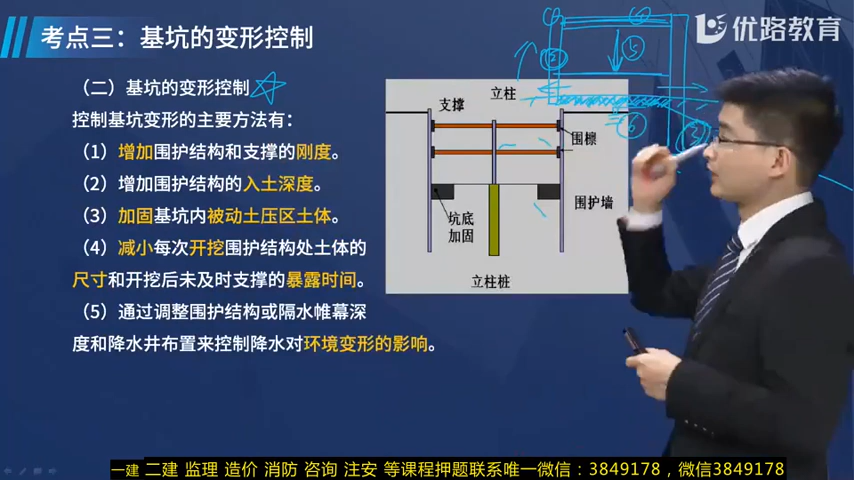 考点三：基坑的变形控制
优路教育
（二）基坑的变形控制
控制基坑变形的主要方法有：
（1）增加围护结构和支撑的刚度。
（2）增加围护结构的入土深度。
（3）加固基坑内被动土压区土体。
（4）减小每次开挖围护结构处土体的
尺寸和开挖后未及时支撑的暴露时间。
（5）通过调整围护结构或隔水帷幕深
度和降水井布置来控制降水对环境变形的影响。
支撑
立柱
围檩
围护墙
坑底
加固
立柱桩
⑤
一建 二建 监理 造价 消防 咨询 注安 等课程押题联系唯一微信：3849178，微信3849178